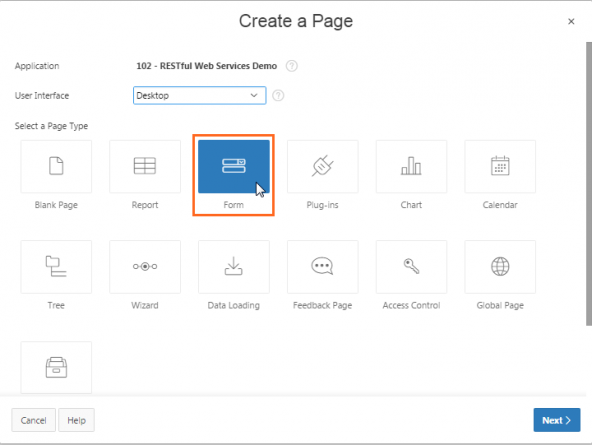 Create a Page
×
Application 102 - RESTful Web Services Demo ?
User Interface Desktop ?
Select a Page Type
Blank Page Report Form Plug-ins Chart Calendar
Tree Wizard Data Loading Feedback Page Access Control Global Page
Cancel Help Next >